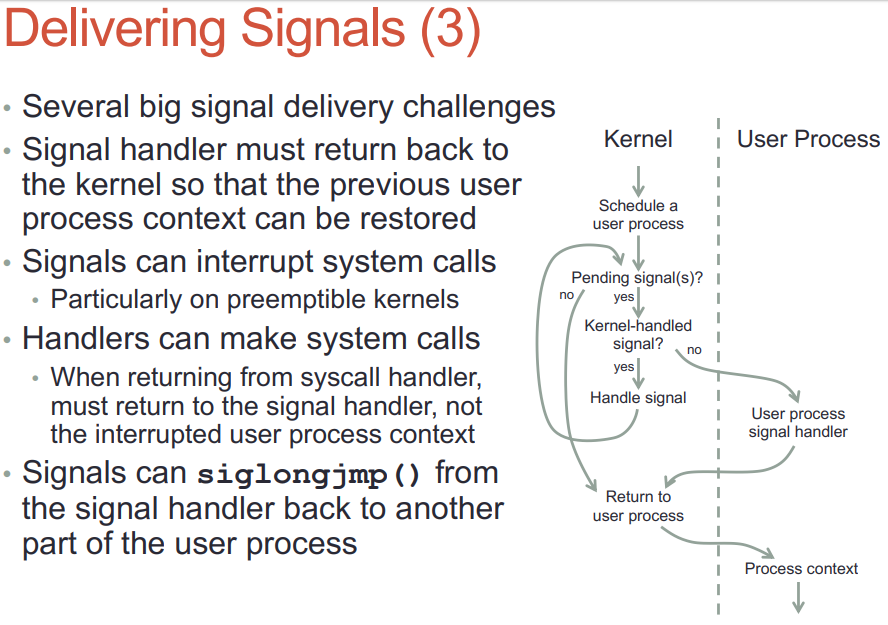 Delivering Signals (3)
• Several big signal delivery challenges
• Signal handler must return back to
the kernel so that the previous user
process context can be restored
• Signals can interrupt system calls
• Particularly on preemptible kernels
• Handlers can make system calls
• When returning from syscall handler,
must return to the signal handler, not
the interrupted user process context
• Signals can siglongjmp() from
the signal handler back to another
part of the user process
Kernel
User Process
Schedule a
user process
Pending signal(s)?
no
yes
Kernel-handled
signal?
no
yes
Handle signal
User process
signal handler
Return to
user process
Process context